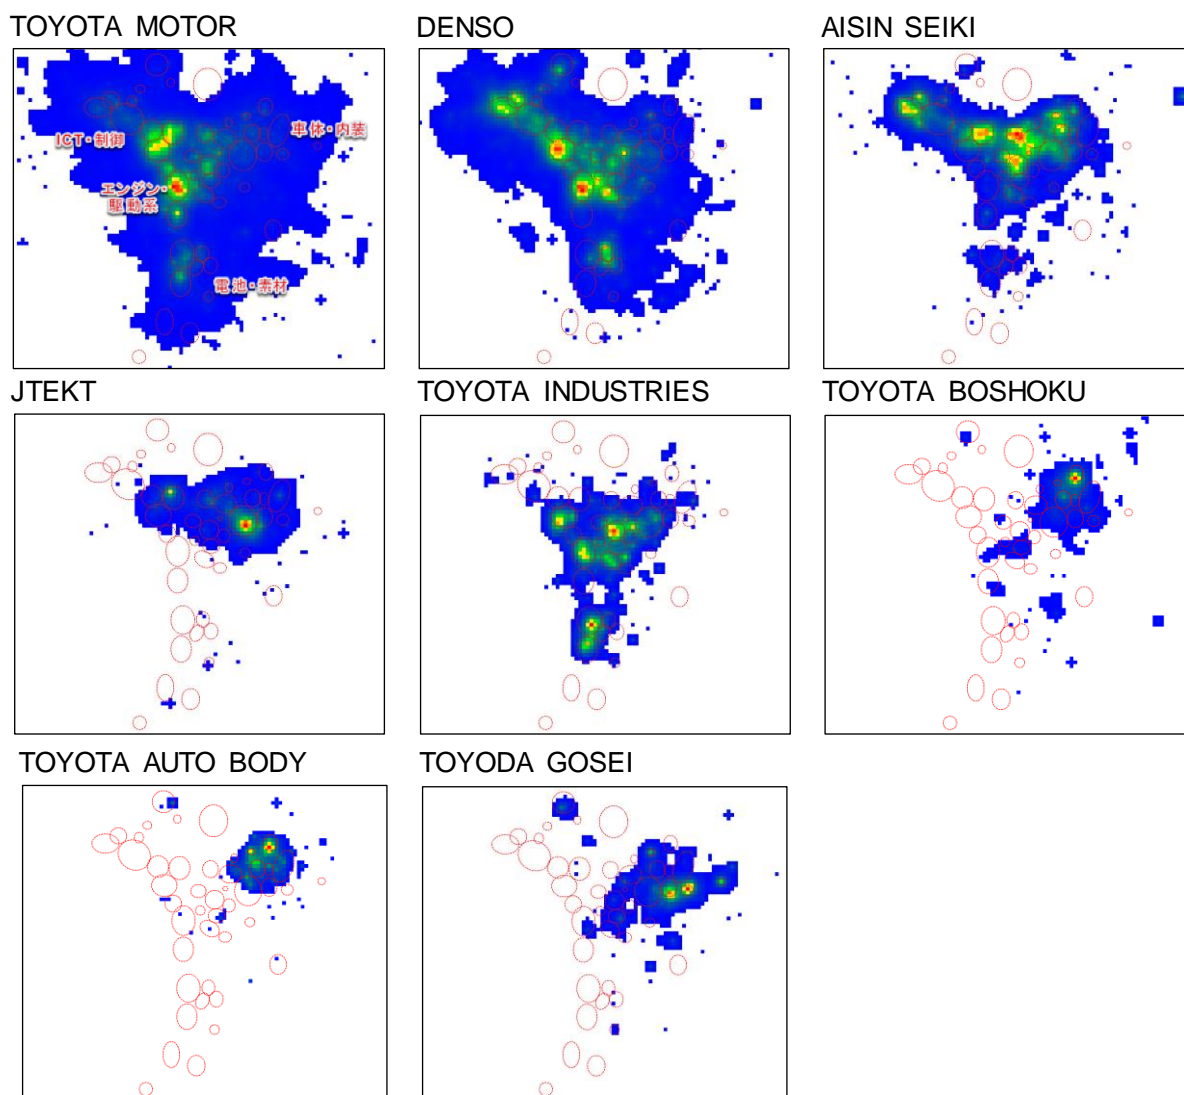 TOYOTA MOTOR
DENSO
AISIN SEIKI
ICT・制御
車体・内装
エンジン・
駆動系
電池・素材
JTEKT
TOYOTA INDUSTRIES
TOYOTA BOSHOKU
TOYOTA AUTO BODY
TOYODA GOSEI